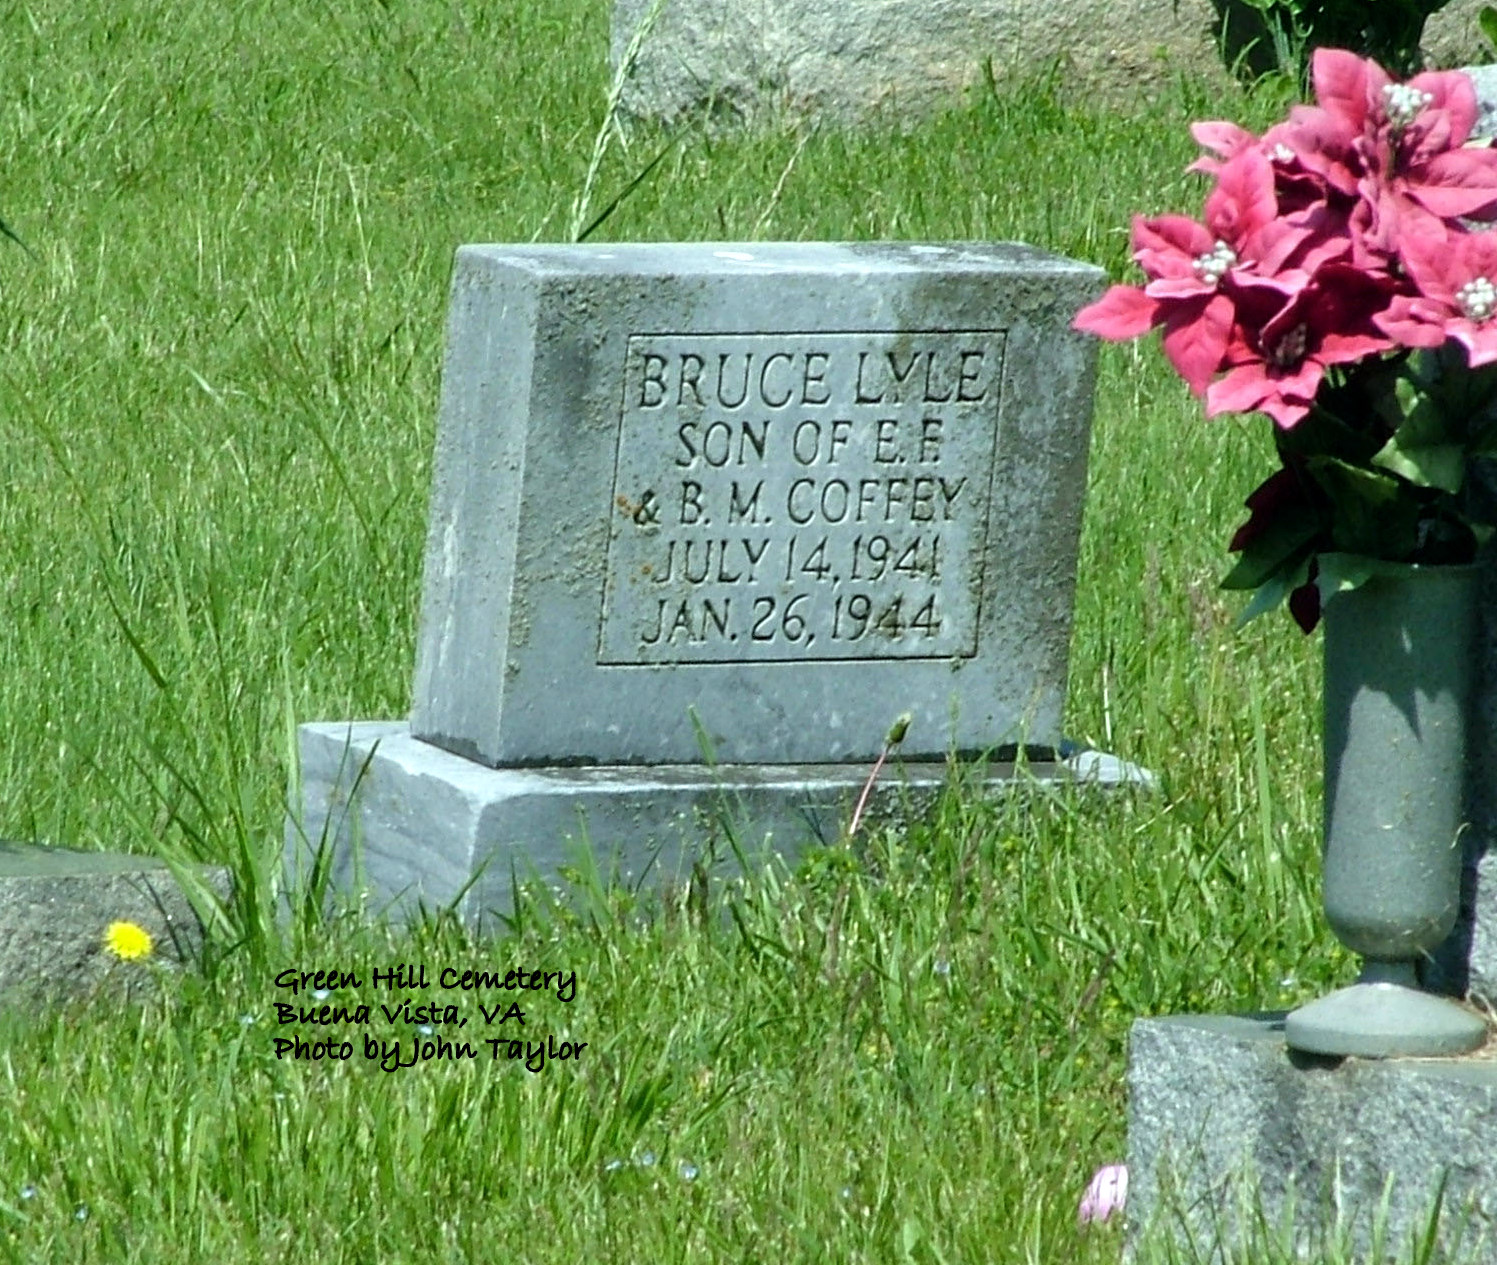 BRUCE LYLE
SON OF E. F.
& B. M. COFFEY
JULY 14, 1941
JAN. 26, 1944
Green Hill Cemetery
Buena Vista, VA
Photo by John Taylor